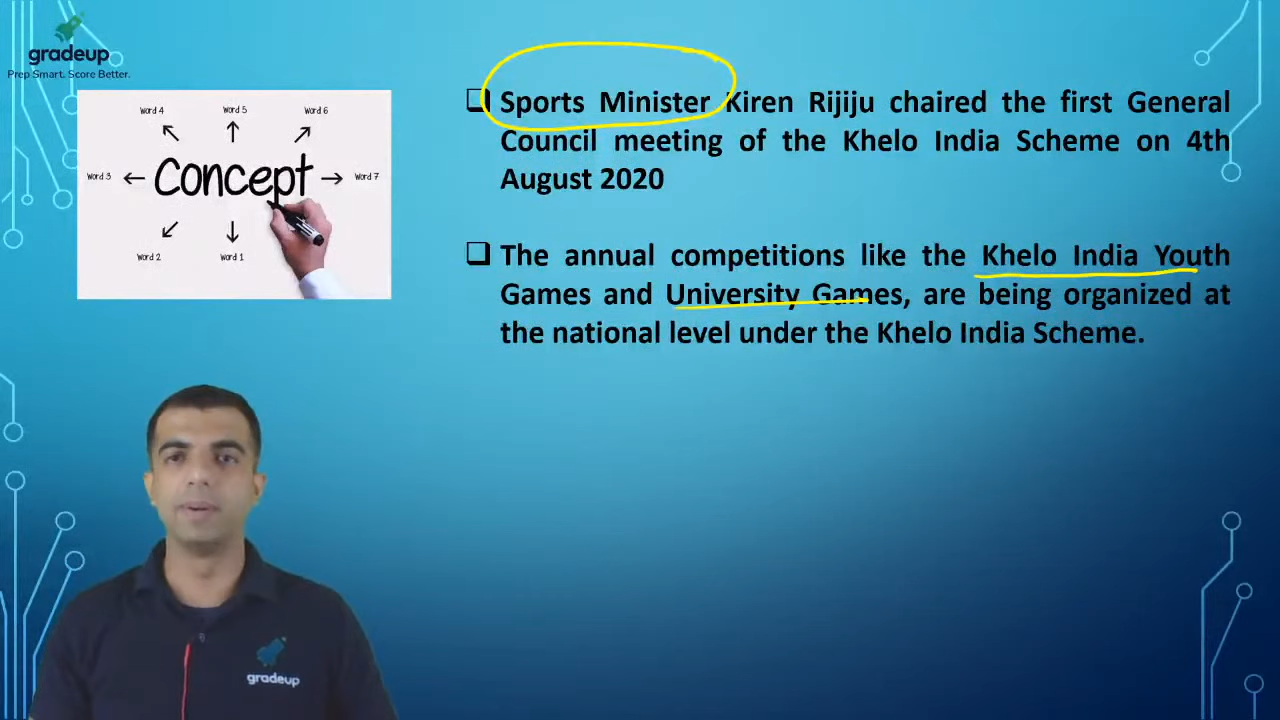 gradeup
Prep Smart. Score Better.
Word 4
Word 5
Word 6
Word 3
Concept
Word 7
Word 2
Word 1
❑ Sports Minister Kiren Rijiju chaired the first General
Council meeting of the Khelo India Scheme on 4th
August 2020
❑ The annual competitions like the Khelo India Youth
Games and University Games, are being organized at
the national level under the Khelo India Scheme.
gradeup